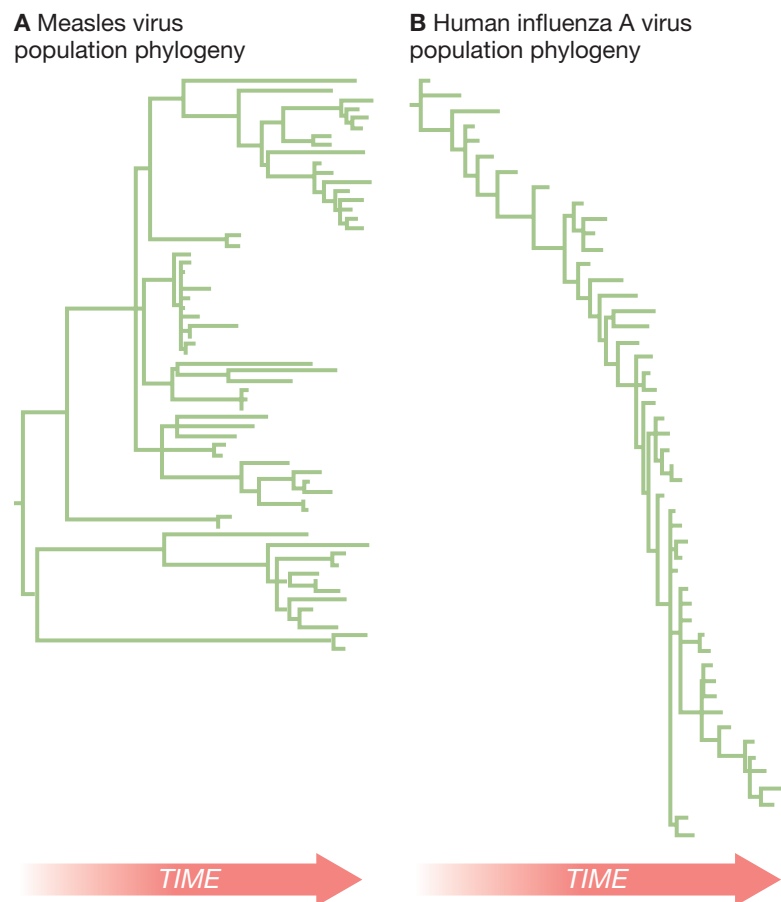 A Measles virus
population phylogeny
B Human influenza A virus
population phylogeny
TIME
TIME